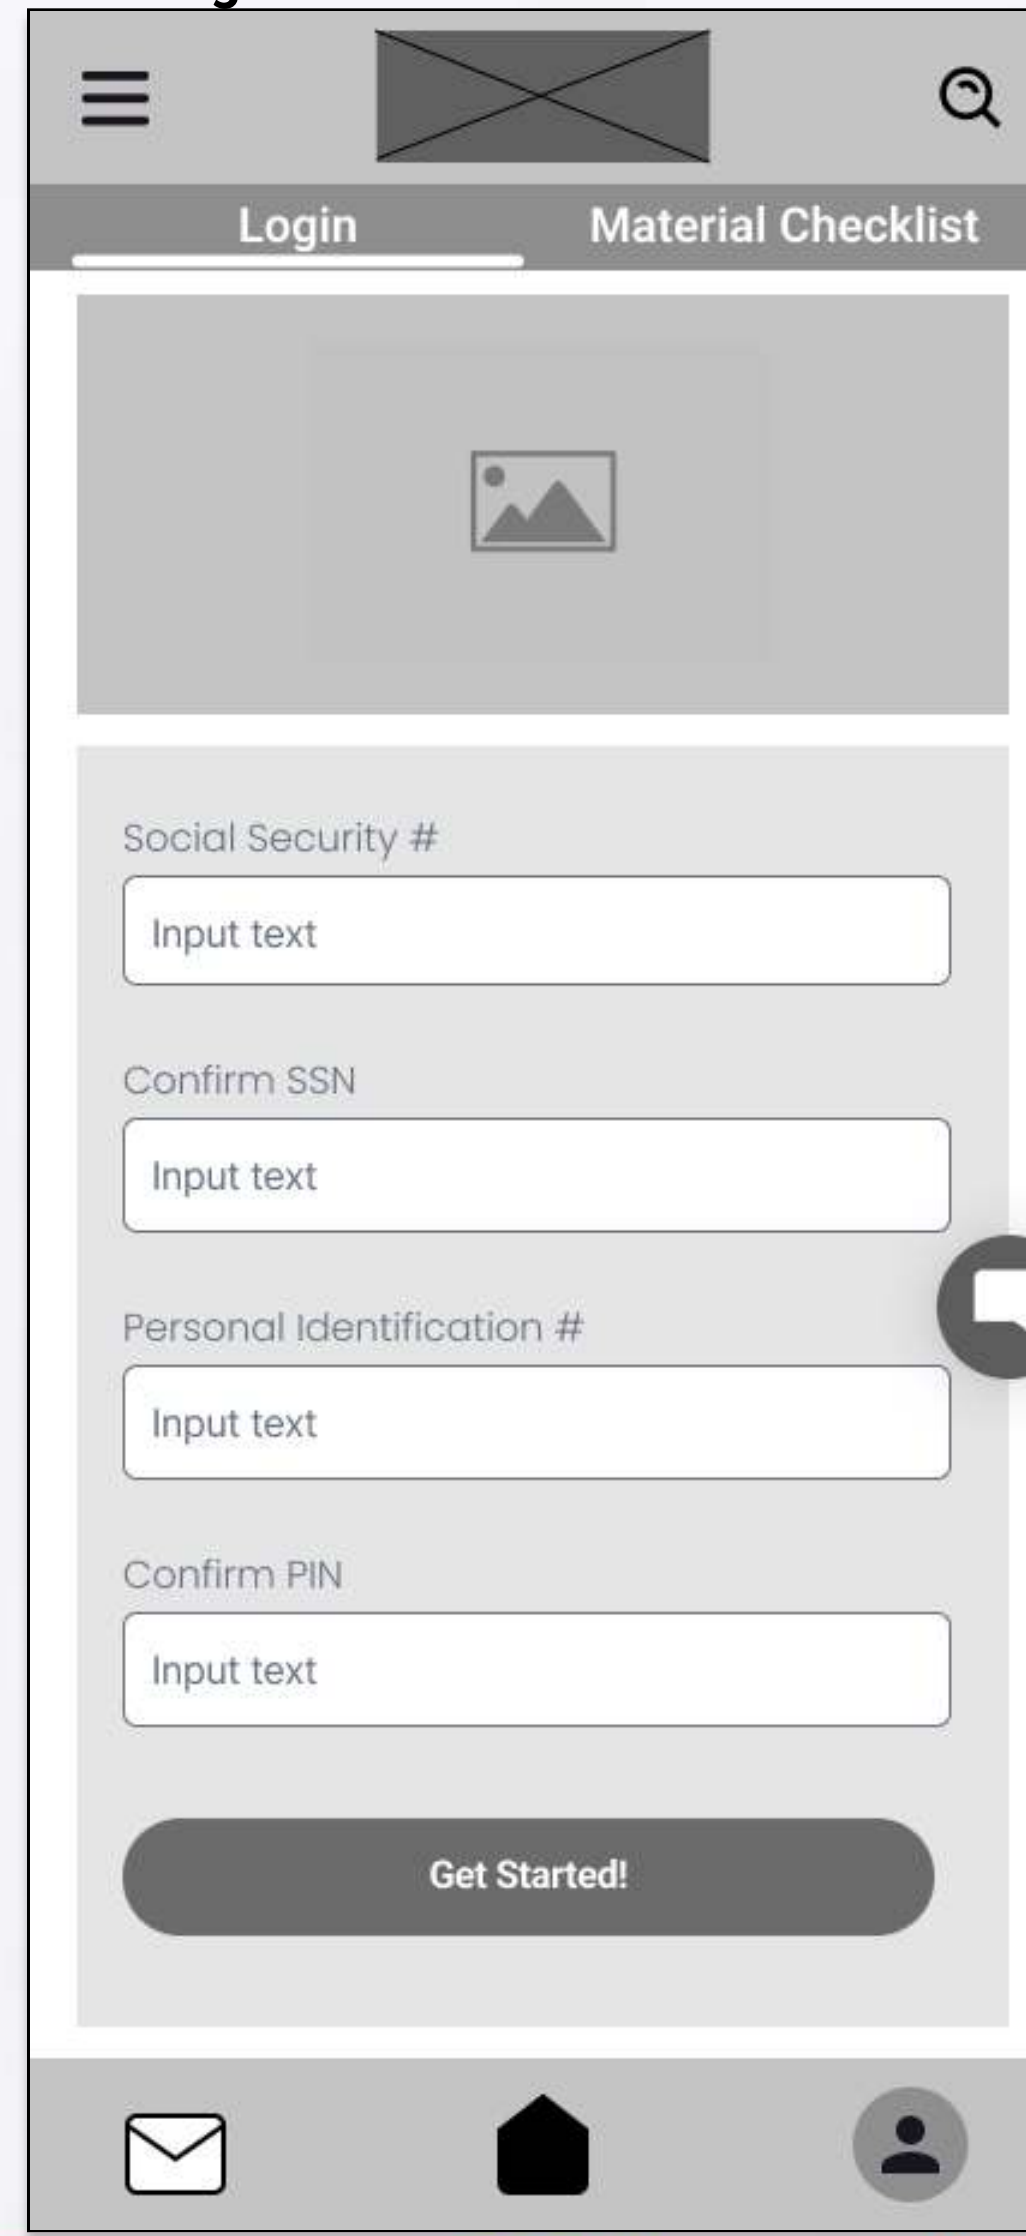 Login
Material Checklist
Social Security #
Input text
Confirm SSN
Input text
Personal Identification #
Input text
Confirm PIN
Input text
Get Started!